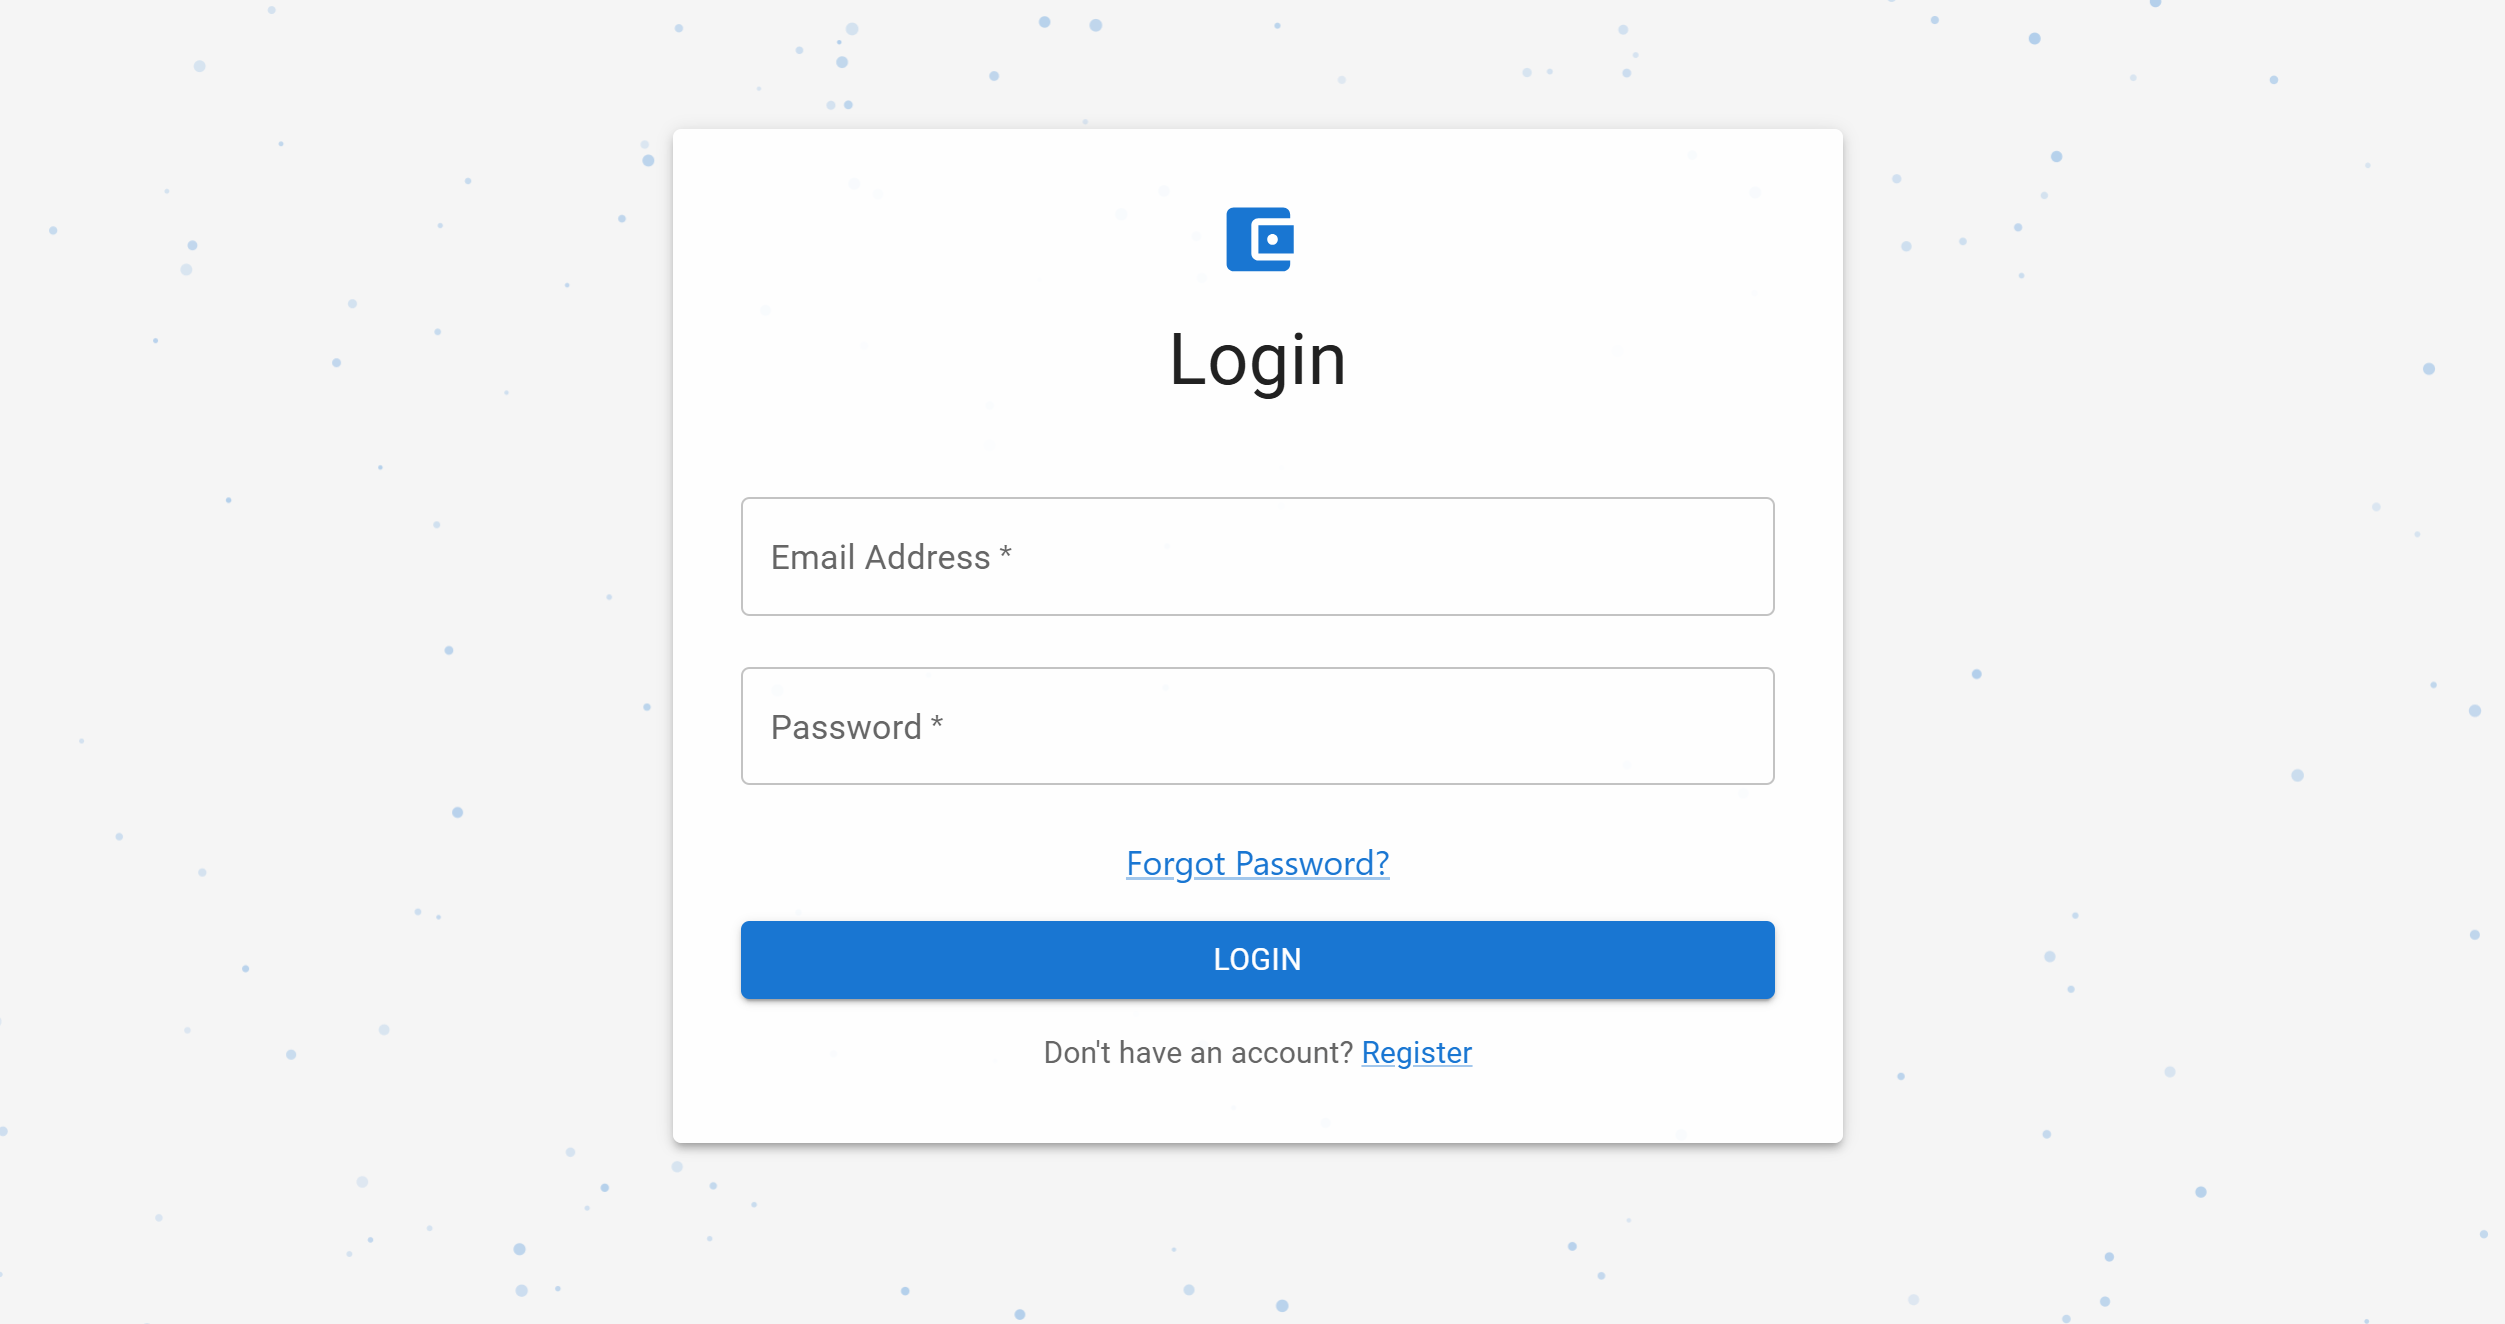 Login
Email Address *
Password *
Forgot Password?
LOGIN
Don't have an account? Register